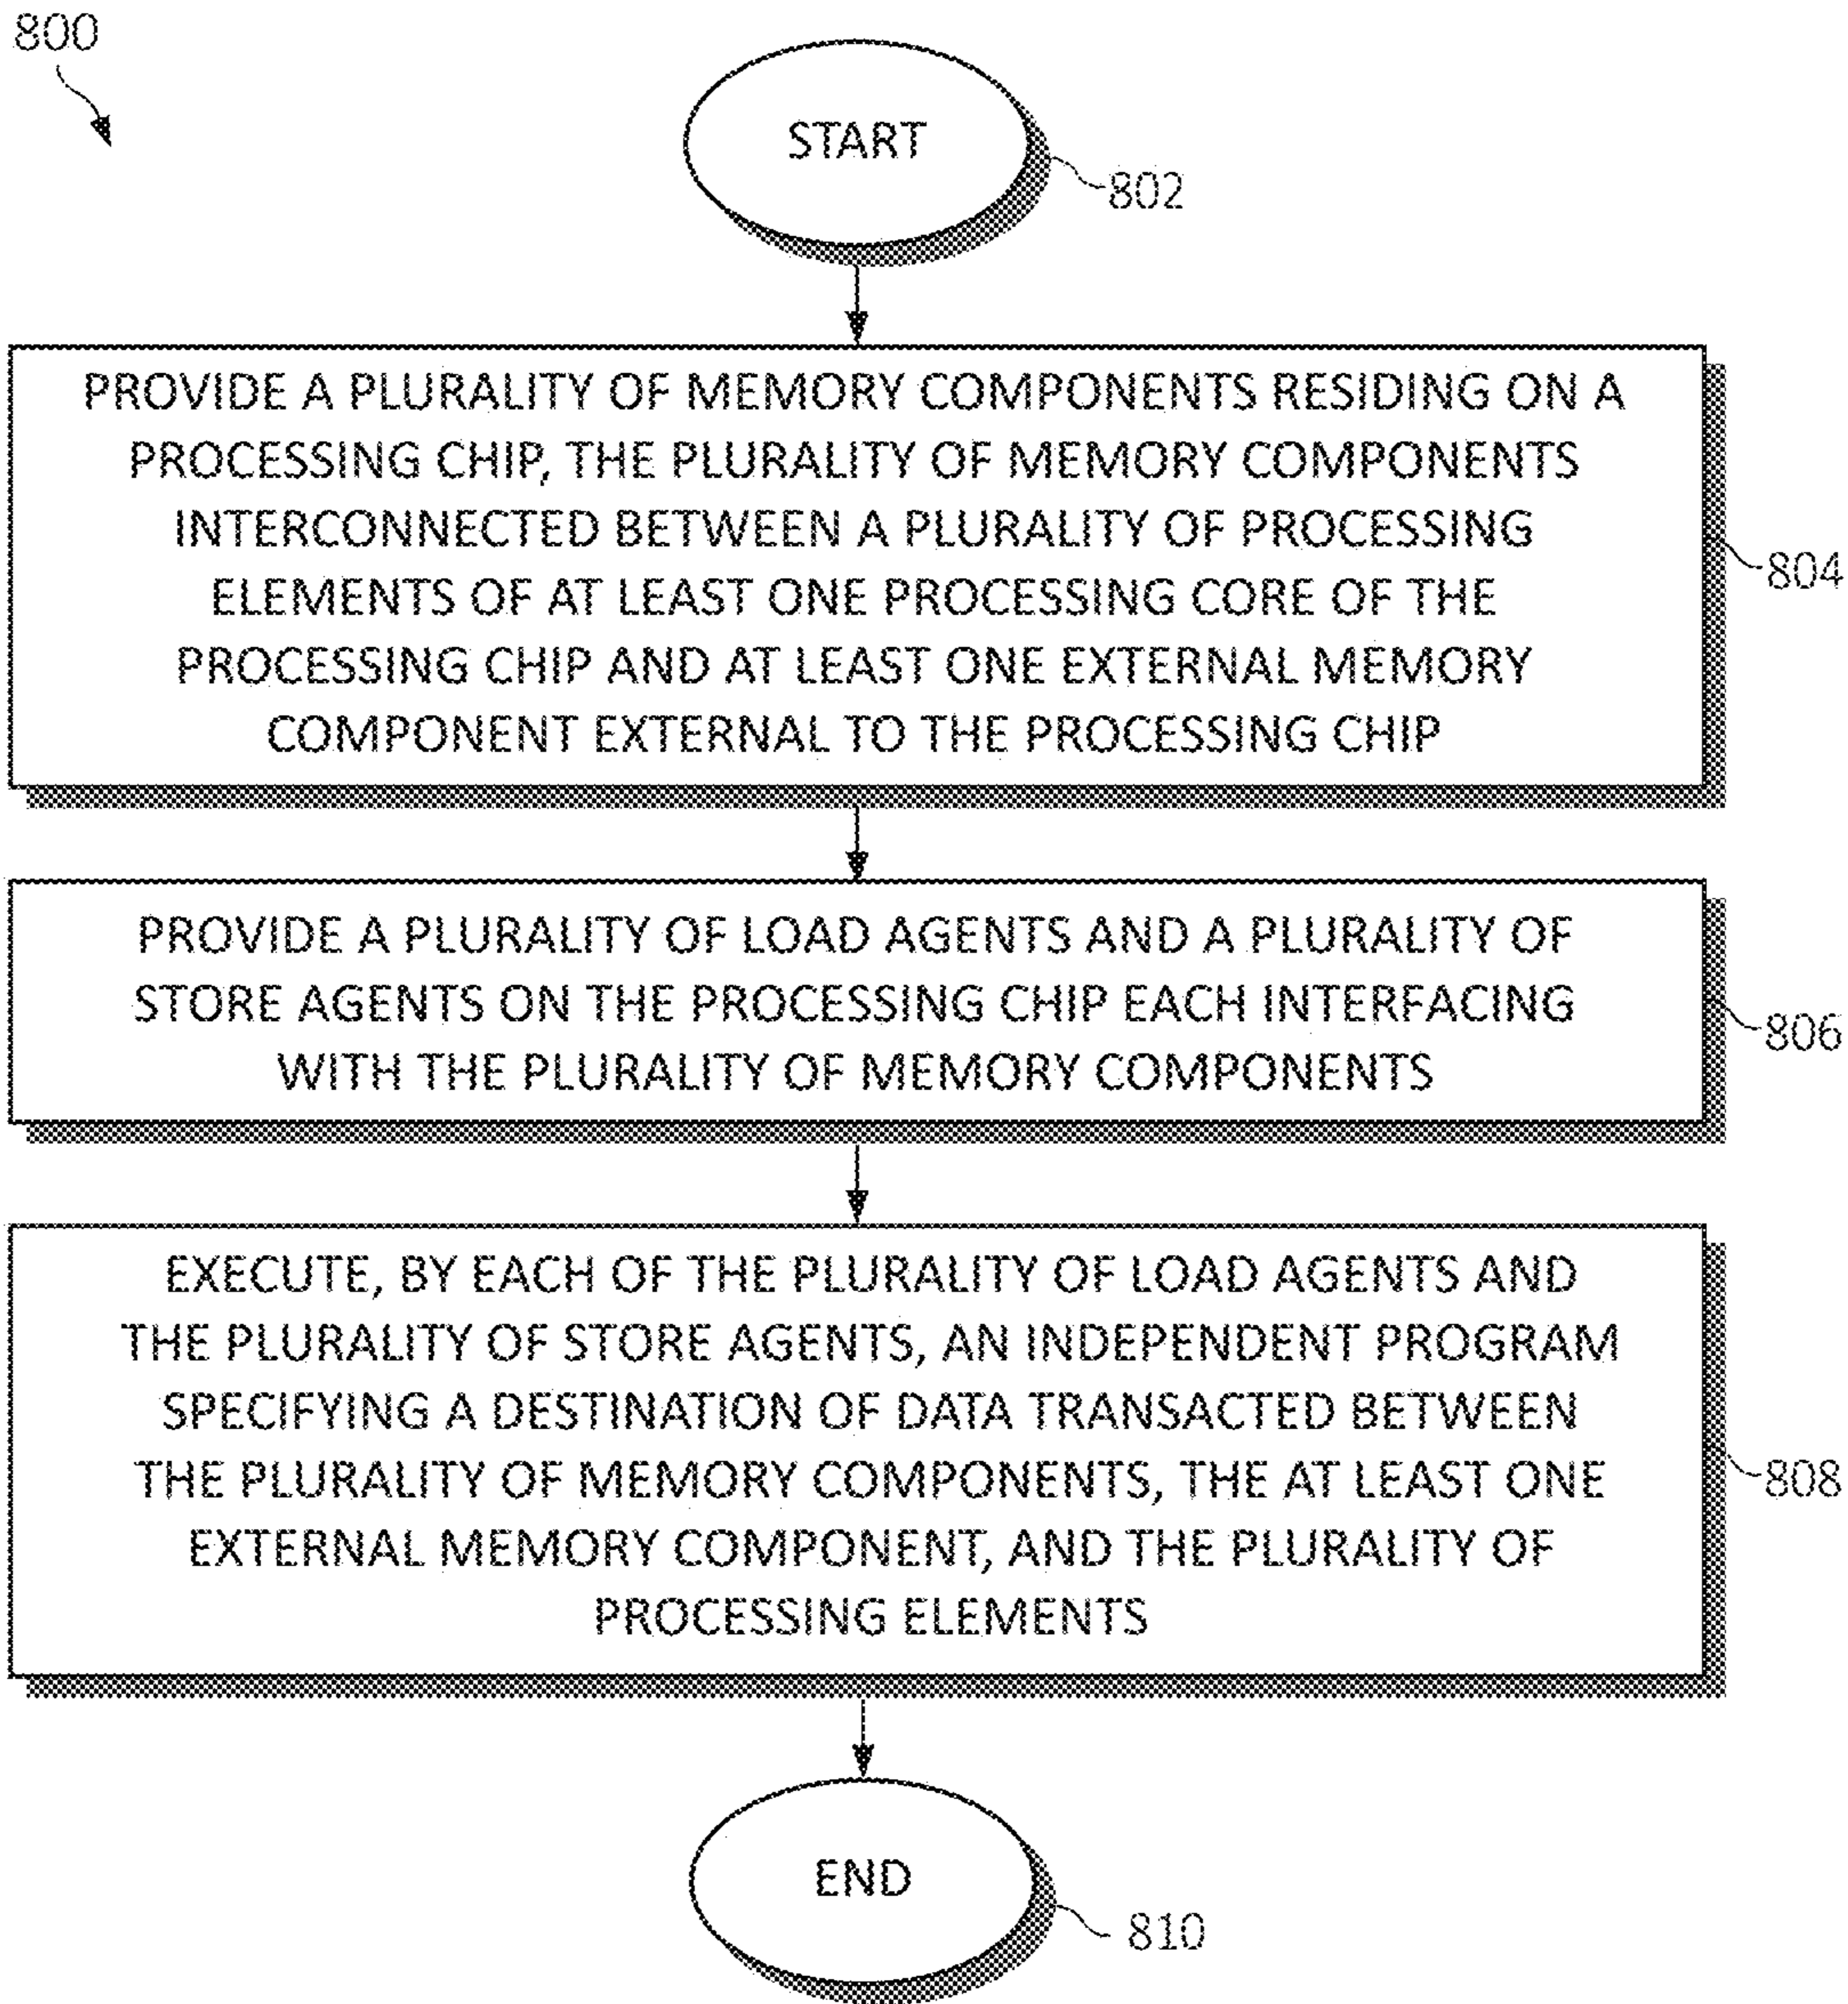 800
START
802
PROVIDE A PLURALITY OF MEMORY COMPONENTS RESIDING ON A
PROCESSING CHIP, THE PLURALITY OF MEMORY COMPONENTS
INTERCONNECTED BETWEEN A PLURALITY OF PROCESSING
ELEMENTS OF AT LEAST ONE PROCESSING CORE OF THE
PROCESSING CHIP AND AT LEAST ONE EXTERNAL MEMORY
COMPONENT EXTERNAL TO THE PROCESSING CHIP
804
PROVIDE A PLURALITY OF LOAD AGENTS AND A PLURALITY OF
STORE AGENTS ON THE PROCESSING CHIP EACH INTERFACING
WITH THE PLURALITY OF MEMORY COMPONENTS
806
EXECUTE, BY EACH OF THE PLURALITY OF LOAD AGENTS AND
THE PLURALITY OF STORE AGENTS, AN INDEPENDENT PROGRAM
SPECIFYING A DESTINATION OF DATA TRANSACTED BETWEEN
THE PLURALITY OF MEMORY COMPONENTS, THE AT LEAST ONE
EXTERNAL MEMORY COMPONENT, AND THE PLURALITY OF
PROCESSING ELEMENTS
808
END
810